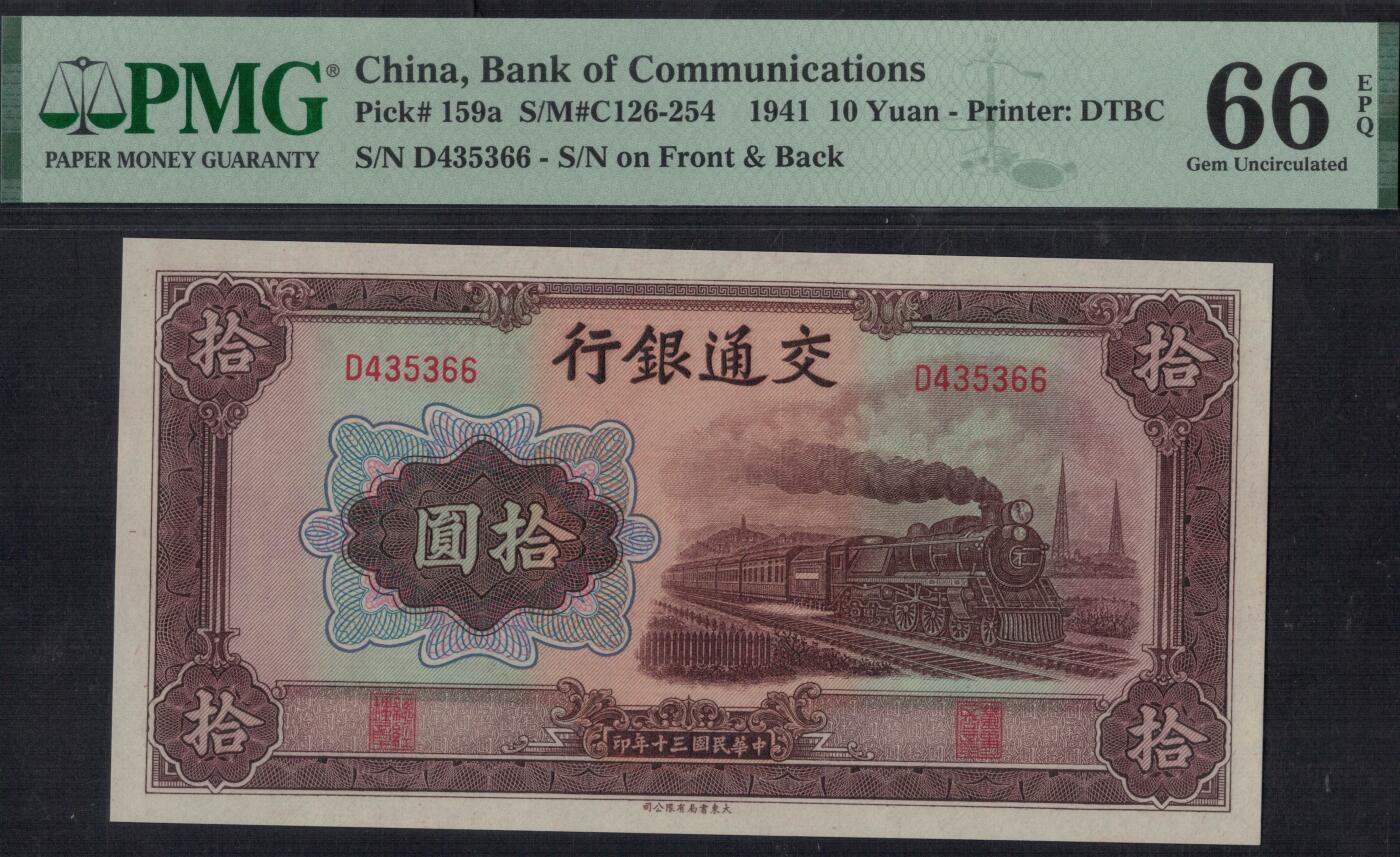 PMG®
PAPER MONEY GUARANTY
China, Bank of Communications
Pick# 159a S/M#C126-254 1941 10 Yuan - Printer: DTBC
S/N D435366 - S/N on Front & Back
66
EPQ
Gem Uncirculated
拾
拾
交通銀行
D435366
D435366
拾圓
中華民國三十年印
拾
拾
大東書局有限公司